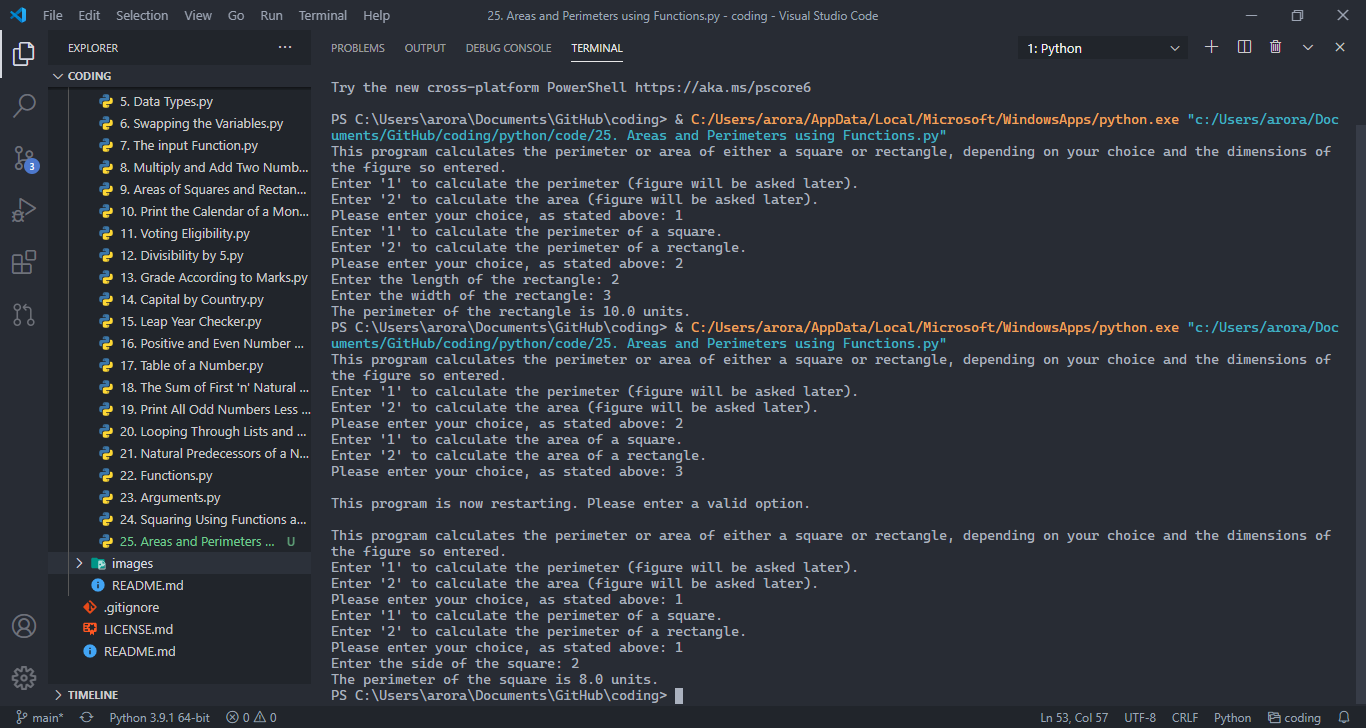 File Edit Selection View Go Run Terminal Help
25. Areas and Perimeters using Functions.py - coding - Visual Studio Code
EXPLORER ...
CODING
5. Data Types.py
6. Swapping the Variables.py
7. The input Function.py
8. Multiply and Add Two Numb...
9. Areas of Squares and Rectan...
10. Print the Calendar of a Mon...
11. Voting Eligibility.py
12. Divisibility by 5.py
13. Grade According to Marks.py
14. Capital by Country.py
15. Leap Year Checker.py
16. Positive and Even Number ...
17. Table of a Number.py
18. The Sum of First 'n' Natural ...
19. Print All Odd Numbers Less ...
20. Looping Through Lists and ...
21. Natural Predecessors of a N...
22. Functions.py
23. Arguments.py
24. Squaring Using Functions a...
25. Areas and Perimeters ... U
images
README.md
.gitignore
LICENSE.md
README.md
TIMELINE
3
PROBLEMS OUTPUT DEBUG CONSOLE TERMINAL
1: Python
Try the new cross-platform PowerShell https://aka.ms/pscore6
PS C:\Users\arora\Documents\GitHub\coding> & C:/Users/arora/AppData/Local/Microsoft/WindowsApps/python.exe "c:/Users/arora/Doc
uments/GitHub/coding/python/code/25. Areas and Perimeters using Functions.py"
This program calculates the perimeter or area of either a square or rectangle, depending on your choice and the dimensions of
the figure so entered.
Enter '1' to calculate the perimeter (figure will be asked later).
Enter '2' to calculate the area (figure will be asked later).
Please enter your choice, as stated above: 1
Enter '1' to calculate the perimeter of a square.
Enter '2' to calculate the perimeter of a rectangle.
Please enter your choice, as stated above: 2
Enter the length of the rectangle: 2
Enter the width of the rectangle: 3
The perimeter of the rectangle is 10.0 units.
PS C:\Users\arora\Documents\GitHub\coding> & C:/Users/arora/AppData/Local/Microsoft/WindowsApps/python.exe "c:/Users/arora/Doc
uments/GitHub/coding/python/code/25. Areas and Perimeters using Functions.py"
This program calculates the perimeter or area of either a square or rectangle, depending on your choice and the dimensions of
the figure so entered.
Enter '1' to calculate the perimeter (figure will be asked later).
Enter '2' to calculate the area (figure will be asked later).
Please enter your choice, as stated above: 2
Enter '1' to calculate the area of a square.
Enter '2' to calculate the area of a rectangle.
Please enter your choice, as stated above: 3
This program is now restarting. Please enter a valid option.
This program calculates the perimeter or area of either a square or rectangle, depending on your choice and the dimensions of
the figure so entered.
Enter '1' to calculate the perimeter (figure will be asked later).
Enter '2' to calculate the area (figure will be asked later).
Please enter your choice, as stated above: 1
Enter '1' to calculate the perimeter of a square.
Enter '2' to calculate the perimeter of a rectangle.
Please enter your choice, as stated above: 1
Enter the side of the square: 2
The perimeter of the square is 8.0 units.
PS C:\Users\arora\Documents\GitHub\coding>
main* Python 3.9.1 64-bit 0 0 Ln 53, Col 57 UTF-8 CRLF Python coding